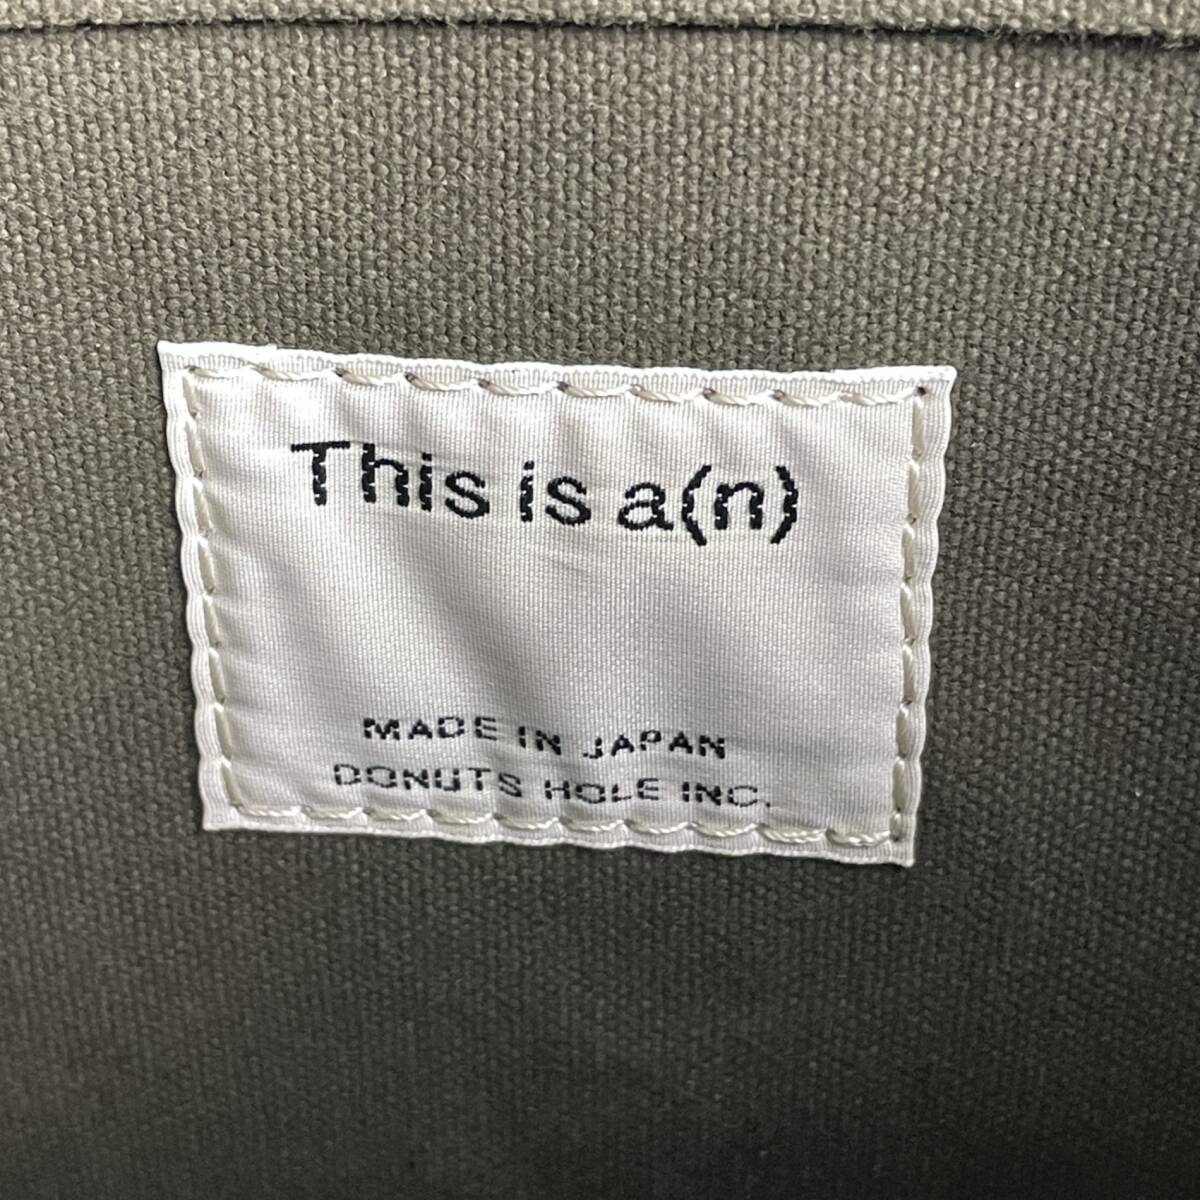 This is a(n)
MADE IN JAPAN
DONUTS HOLE INC.